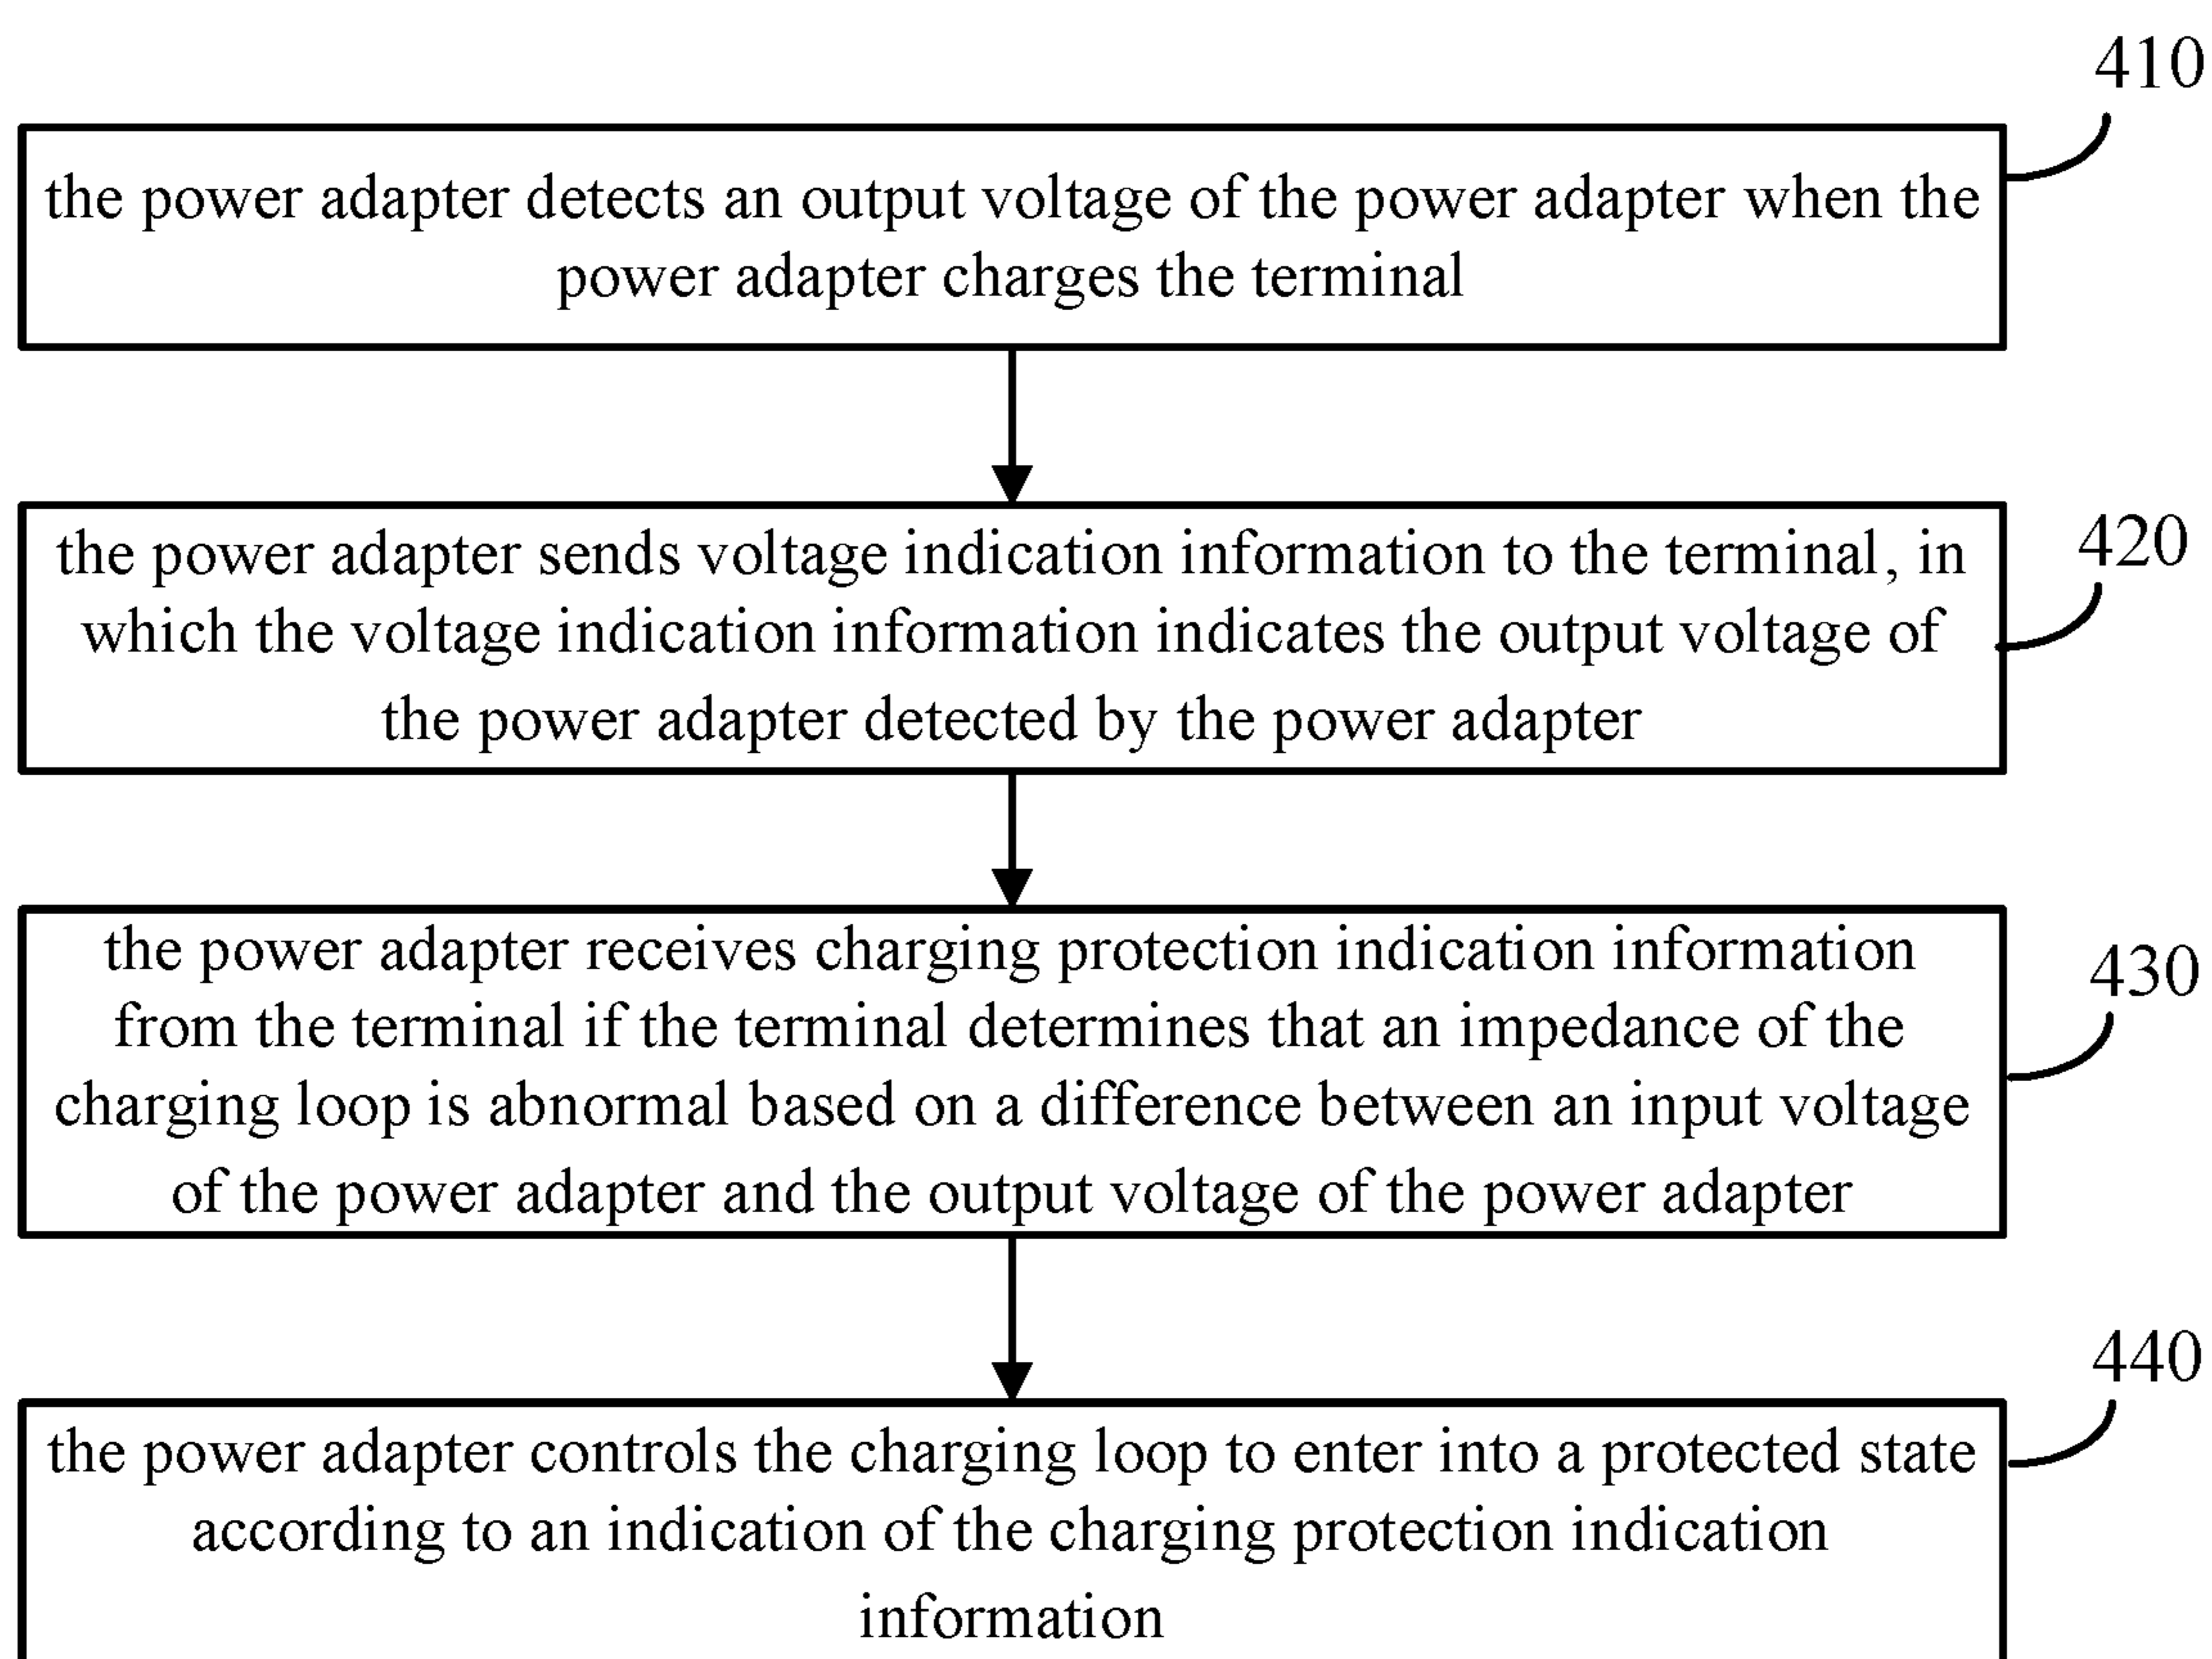 410
the power adapter detects an output voltage of the power adapter when the
power adapter charges the terminal
420
the power adapter sends voltage indication information to the terminal, in
which the voltage indication information indicates the output voltage of
the power adapter detected by the power adapter
430
the power adapter receives charging protection indication information
from the terminal if the terminal determines that an impedance of the
charging loop is abnormal based on a difference between an input voltage
of the power adapter and the output voltage of the power adapter
440
the power adapter controls the charging loop to enter into a protected state
according to an indication of the charging protection indication
information